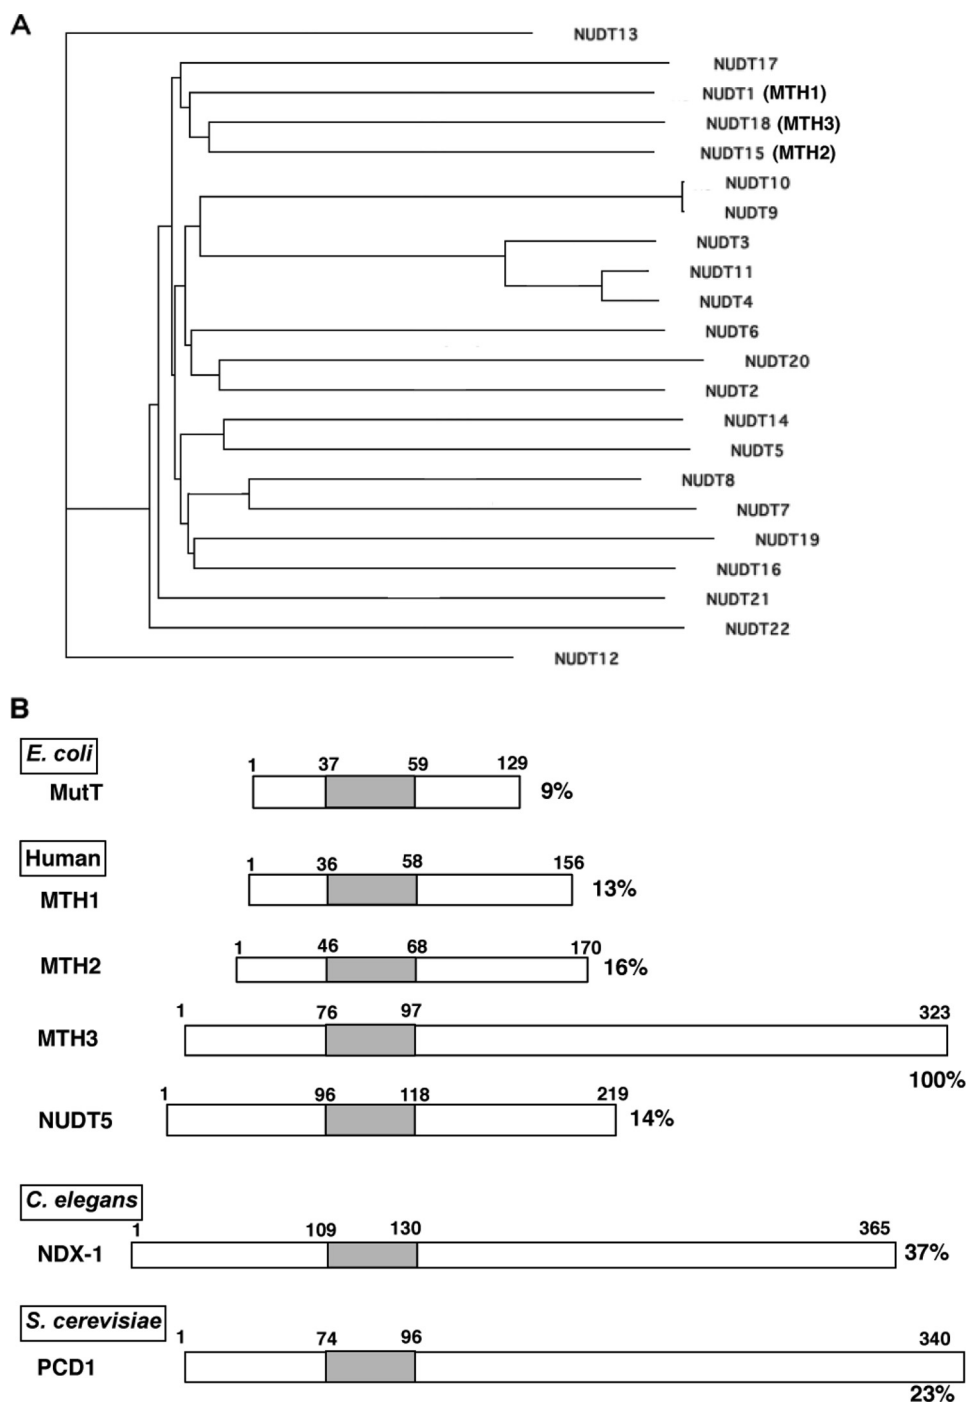 A
NUDT13
NUDT17
NUDT1 (MTH1)
NUDT18 (MTH3)
NUDT15 (MTH2)
NUDT10
NUDT9
NUDT3
NUDT11
NUDT4
NUDT6
NUDT20
NUDT2
NUDT14
NUDT5
NUDT8
NUDT7
NUDT19
NUDT16
NUDT21
NUDT22
NUDT12
B
E. coli
1 37 59 129
MutT 9%
Human
1 36 58 156
MTH1 13%
1 46 68 170
MTH2 16%
1 76 97 323
MTH3
100%
1 96 118 219
NUDT5 14%
C. elegans
1 109 130 365
NDX-1 37%
S. cerevisiae
1 74 96 340
PCD1
23%